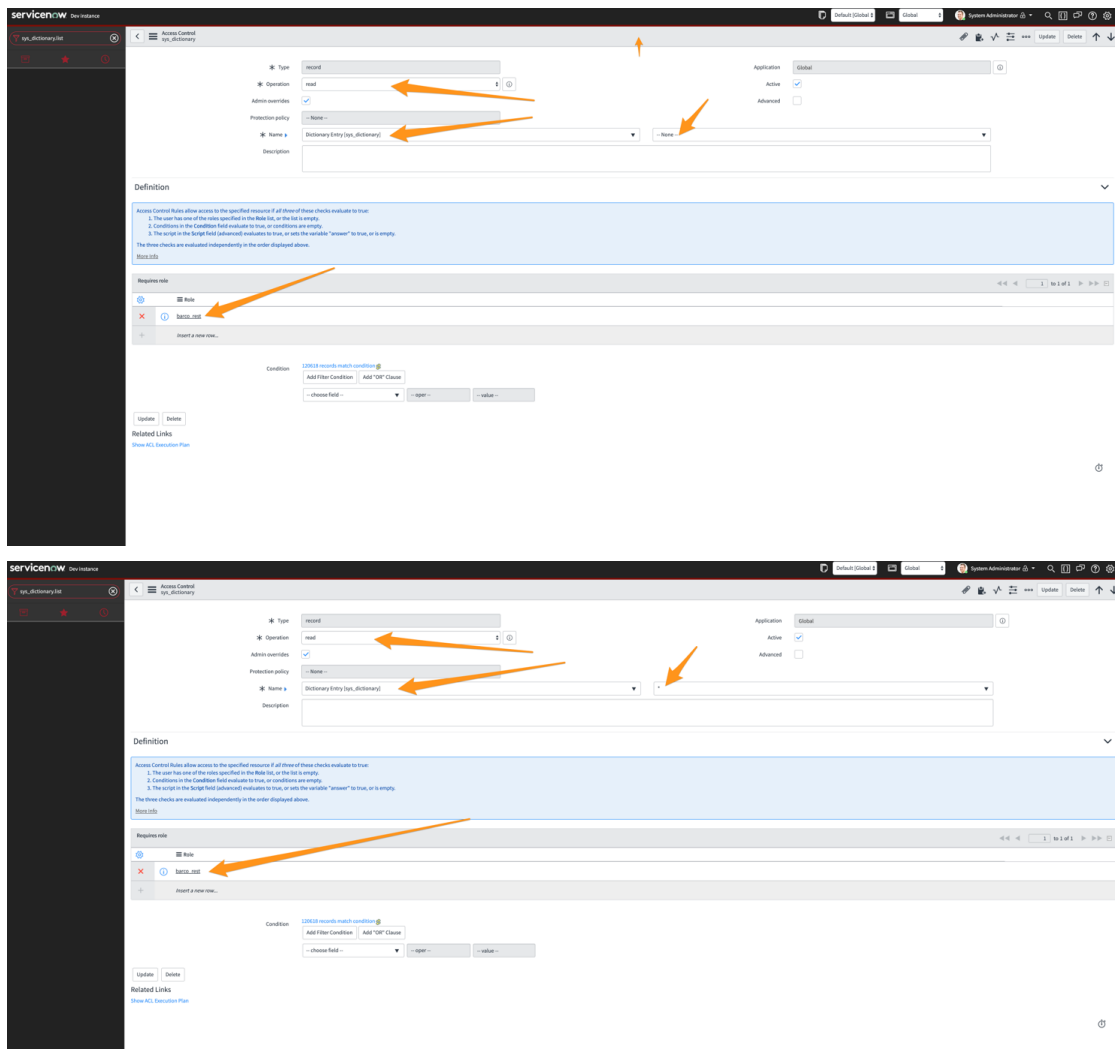 servicenow Dev instance
Default [Global
Global
System Administrator
sys_dictionary.list
Access Control
sys_dictionary
Update
Delete
Type
record
Application
Global
Operation
read
Active
Admin overrides
Advanced
Protection policy
-- None --
Name
Dictionary Entry [sys_dictionary]
-- None --
Description
Definition
Access Control Rules allow access to the specified resource if all three of these checks evaluate to true:
1. The user has one of the roles specified in the Role list, or the list is empty.
2. Conditions in the Condition field evaluate to true, or conditions are empty.
3. The script in the Script field (advanced) evaluates to true, or sets the variable "answer" to true, or is empty.
The three checks are evaluated independently in the order displayed above.
More Info
Requires role
1 to 1 of 1
Role
barco_rest
Insert a new row...
Condition
120618 records match condition
Add Filter Condition
Add "OR" Clause
-- choose field --
-- oper --
-- value --
Update
Delete
Related Links
Show ACL Execution Plan
servicenow Dev instance
Default [Global
Global
System Administrator
sys_dictionary.list
Access Control
sys_dictionary
Update
Delete
Type
record
Application
Global
Operation
read
Active
Admin overrides
Advanced
Protection policy
-- None --
Name
Dictionary Entry [sys_dictionary]
*
Description
Definition
Access Control Rules allow access to the specified resource if all three of these checks evaluate to true:
1. The user has one of the roles specified in the Role list, or the list is empty.
2. Conditions in the Condition field evaluate to true, or conditions are empty.
3. The script in the Script field (advanced) evaluates to true, or sets the variable "answer" to true, or is empty.
The three checks are evaluated independently in the order displayed above.
More Info
Requires role
1 to 1 of 1
Role
barco_rest
Insert a new row...
Condition
120618 records match condition
Add Filter Condition
Add "OR" Clause
-- choose field --
-- oper --
-- value --
Update
Delete
Related Links
Show ACL Execution Plan